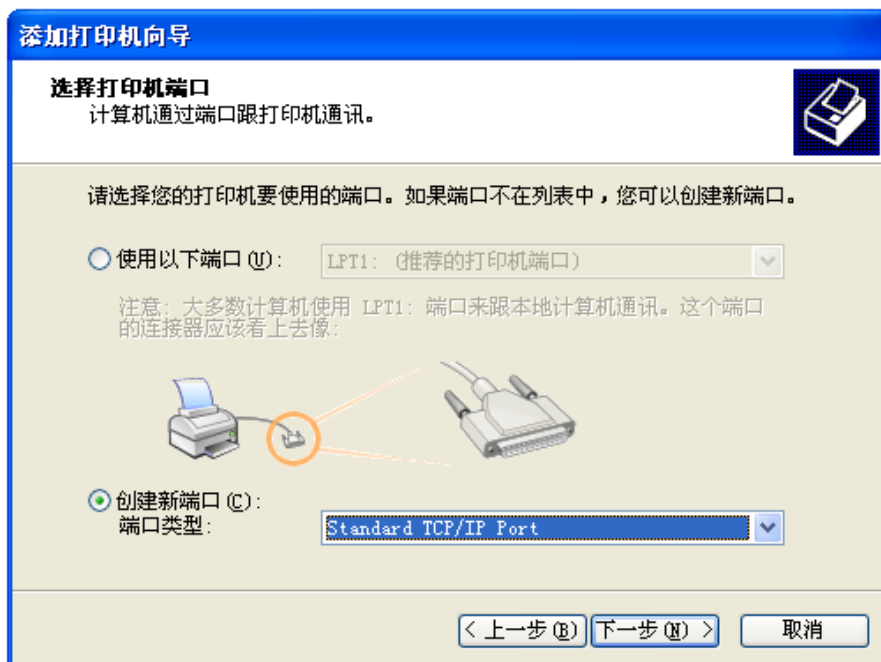 添加打印机向导
选择打印机端口
计算机通过端口跟打印机通讯。
请选择您的打印机要使用的端口。如果端口不在列表中，您可以创建新端口。
使用以下端口(U): LPT1: (推荐的打印机端口)
注意: 大多数计算机使用 LPT1: 端口来跟本地计算机通讯。这个端口
的连接器应该看上去像:
创建新端口(C):
端口类型: Standard TCP/IP Port
< 上一步(B) 下一步(N) > 取消